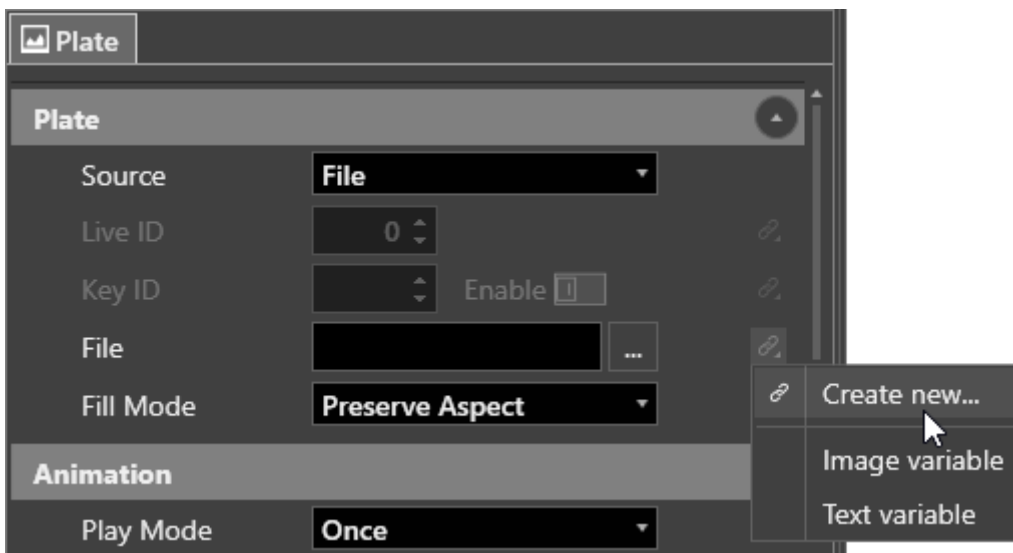 Plate
Plate
Source File
Live ID 0
Key ID Enable
File ...
Fill Mode Preserve Aspect
Create new...
Animation
Image variable
Play Mode Once
Text variable